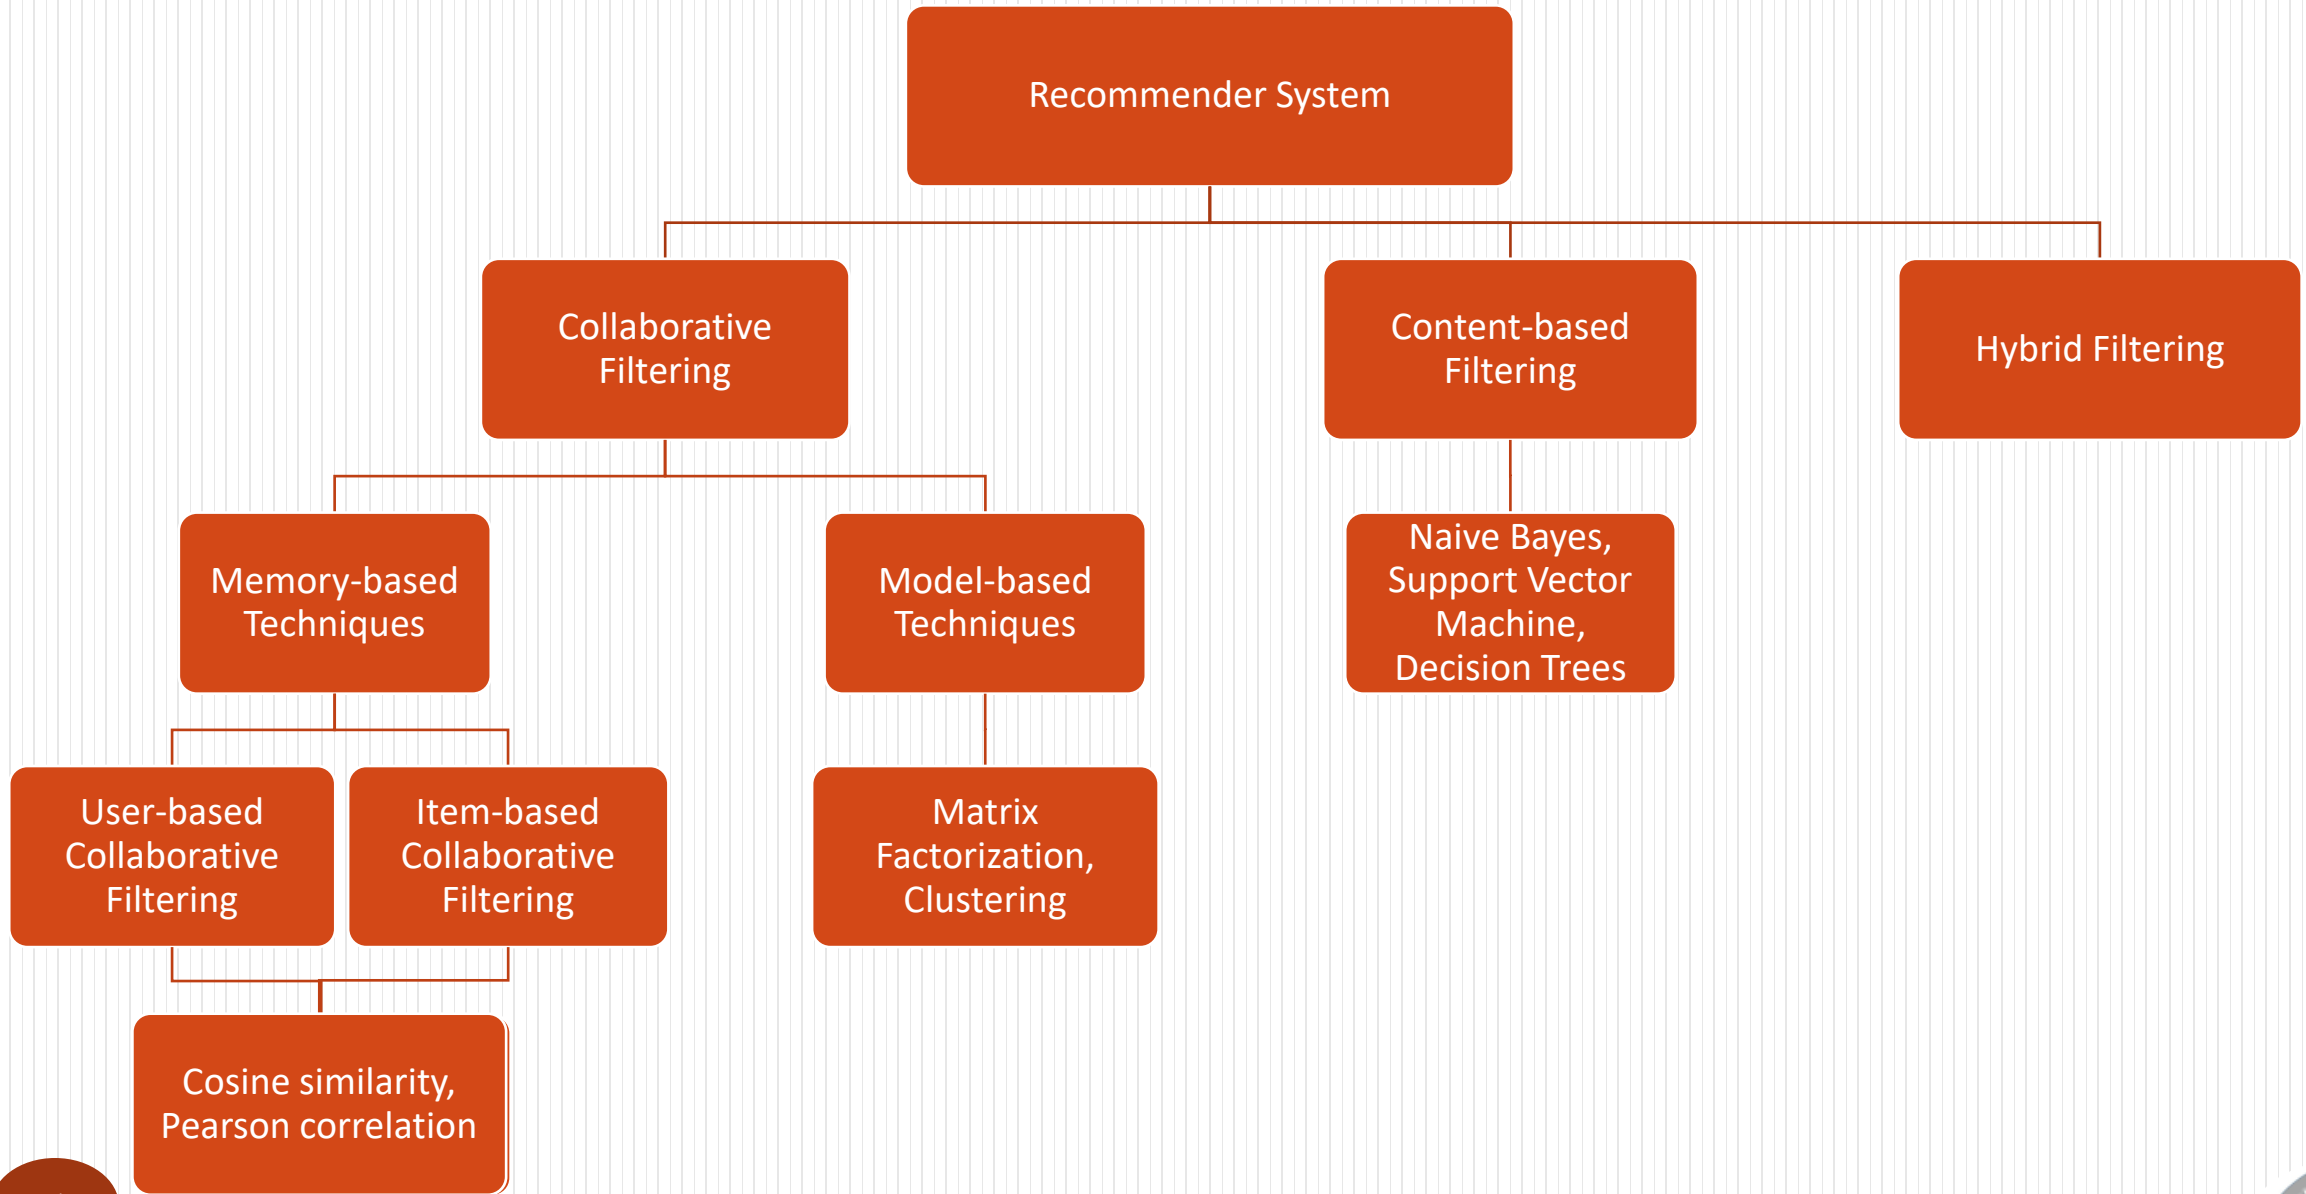 Recommender System
Collaborative
Filtering
Content-based
Filtering
Hybrid Filtering
Memory-based
Techniques
Model-based
Techniques
Naive Bayes,
Support Vector
Machine,
Decision Trees
User-based
Collaborative
Filtering
Item-based
Collaborative
Filtering
Matrix
Factorization,
Clustering
Cosine similarity,
Pearson correlation